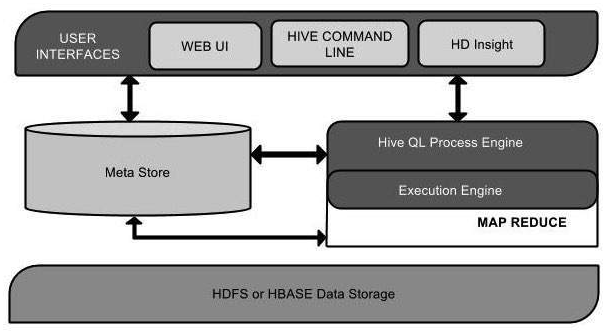 USER
INTERFACES
WEB UI
HIVE COMMAND
LINE
HD Insight
Meta Store
Hive QL Process Engine
Execution Engine
MAP REDUCE
HDFS or HBASE Data Storage